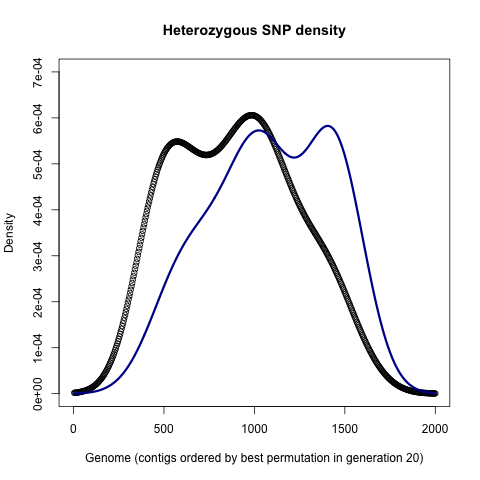 Heterozygous SNP density
7e-04
6e-04
5e-04
4e-04
3e-04
2e-04
1e-04
0e+00
Density
0 500 1000 1500 2000
Genome (contigs ordered by best permutation in generation 20)